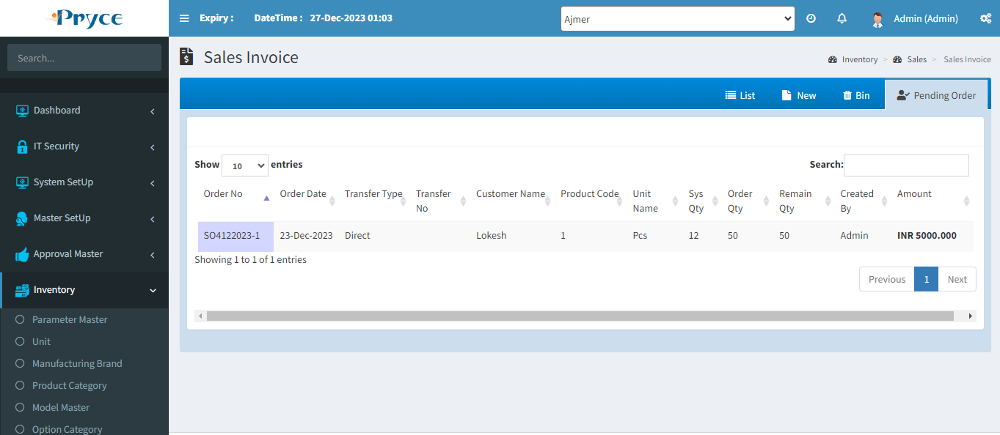 Pryce
Expiry : DateTime : 27-Dec-2023 01:03
Ajmer
Admin (Admin)
Search...
Sales Invoice
Inventory > Sales > Sales Invoice
List New Bin Pending Order
Dashboard
IT Security
System SetUp
Master SetUp
Approval Master
Inventory
Parameter Master
Unit
Manufacturing Brand
Product Category
Model Master
Option Category
Show 10 entries Search:
Order No Order Date Transfer Type Transfer No Customer Name Product Code Unit Name Sys Qty Order Qty Remain Qty Created By Amount
SO4122023-1 23-Dec-2023 Direct Lokesh 1 Pcs 12 50 50 Admin INR 5000.000
Showing 1 to 1 of 1 entries
Previous 1 Next